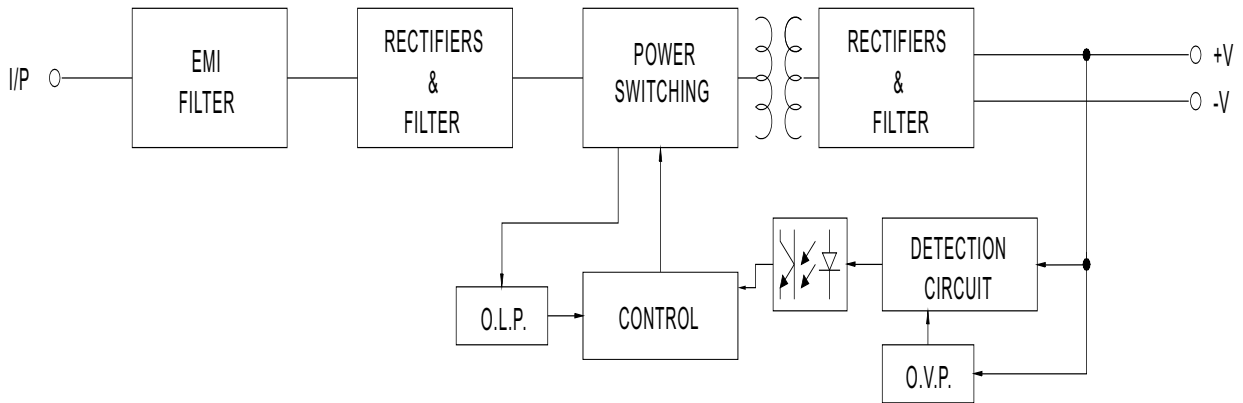 I/P
EMI
FILTER
RECTIFIERS
&
FILTER
POWER
SWITCHING
RECTIFIERS
&
FILTER
+V
-V
O.L.P.
CONTROL
DETECTION
CIRCUIT
O.V.P.